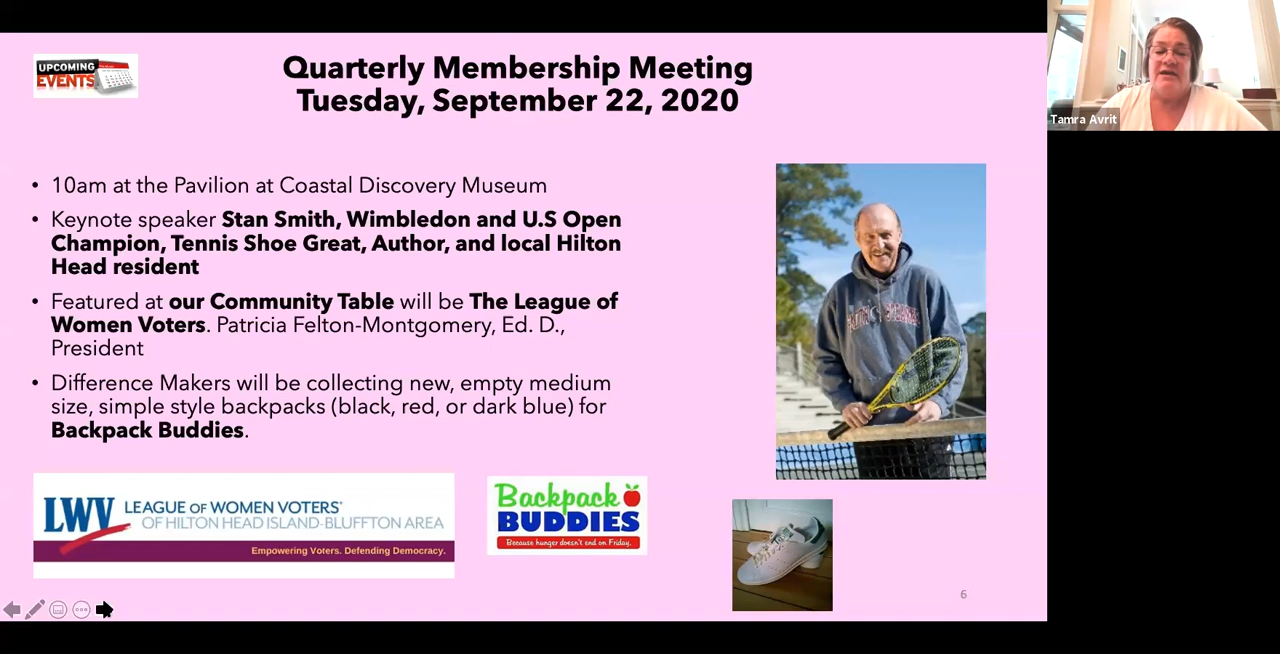 UPCOMING
EVENTS
Quarterly Membership Meeting
Tuesday, September 22, 2020
Tamra Avrit
• 10am at the Pavilion at Coastal Discovery Museum
• Keynote speaker Stan Smith, Wimbledon and U.S Open
Champion, Tennis Shoe Great, Author, and local Hilton
Head resident
• Featured at our Community Table will be The League of
Women Voters. Patricia Felton-Montgomery, Ed. D.,
President
• Difference Makers will be collecting new, empty medium
size, simple style backpacks (black, red, or dark blue) for
Backpack Buddies.
LWV LEAGUE OF WOMEN VOTERS®
OF HILTON HEAD ISLAND-BLUFFTON AREA
Empowering Voters. Defending Democracy.
Backpack
BUDDIES
Because hunger doesn't end on Friday.
6